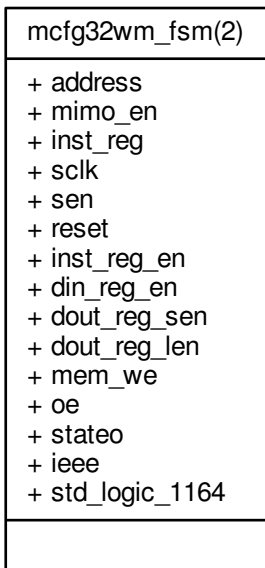 mcfg32wm_fsm(2)
+ address
+ mimo_en
+ inst_reg
+ sclk
+ sen
+ reset
+ inst_reg_en
+ din_reg_en
+ dout_reg_sen
+ dout_reg_len
+ mem_we
+ oe
+ stateo
+ ieee
+ std_logic_1164